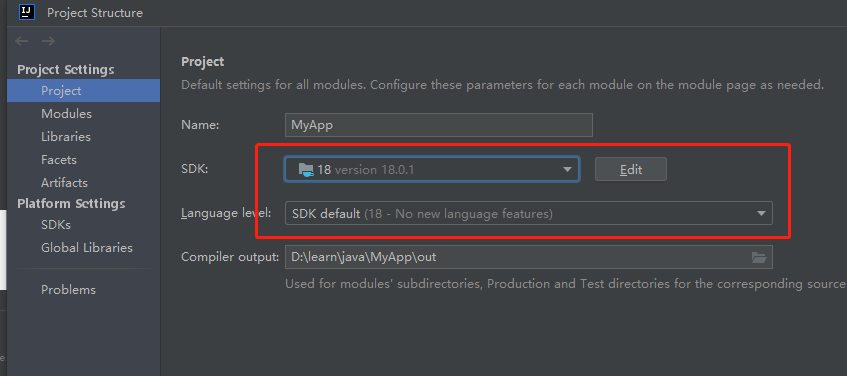 IJ Project Structure
Project Settings
Project
Modules
Libraries
Facets
Artifacts
Platform Settings
SDKs
Global Libraries
Problems
Project
Default settings for all modules. Configure these parameters for each module on the module page as needed.
Name: MyApp
SDK: 18 version 18.0.1 Edit
Language level: SDK default (18 - No new language features)
Compiler output: D:\learn\java\MyApp\out
Used for modules' subdirectories, Production and Test directories for the corresponding source